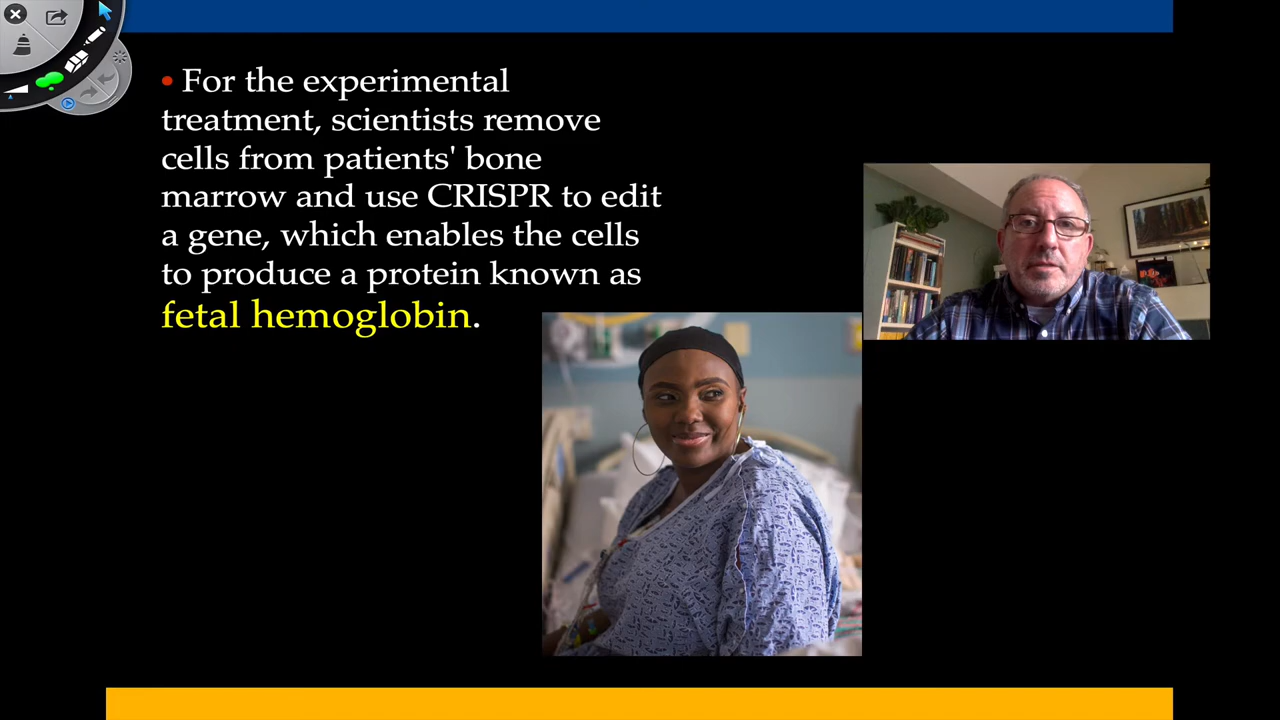 • For the experimental
treatment, scientists remove
cells from patients' bone
marrow and use CRISPR to edit
a gene, which enables the cells
to produce a protein known as
fetal hemoglobin.